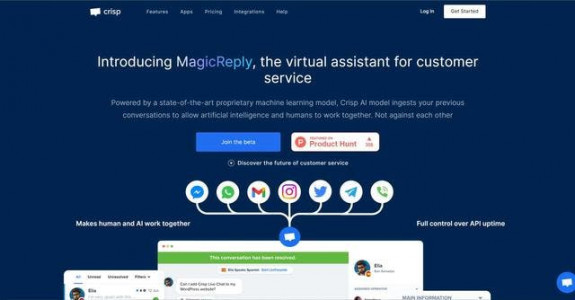 crisp
Features Apps Pricing Integrations Help
Log In
Get Started
Introducing MagicReply, the virtual assistant for customer
service
Powered by a state-of-the-art proprietary machine learning model, Crisp AI model ingests your previous
conversations to allow artificial intelligence and humans to work together. Not against each other
Join the beta
FEATURED ON
Product Hunt
Discover the future of customer service
Makes human and AI work together
Full control over API uptime
This conversation has been resolved.
Can I add Crisp Live Chat to my
WordPress website?
Elia
All Unread Unresolved Filters
Elia
MAIN INFORMATION